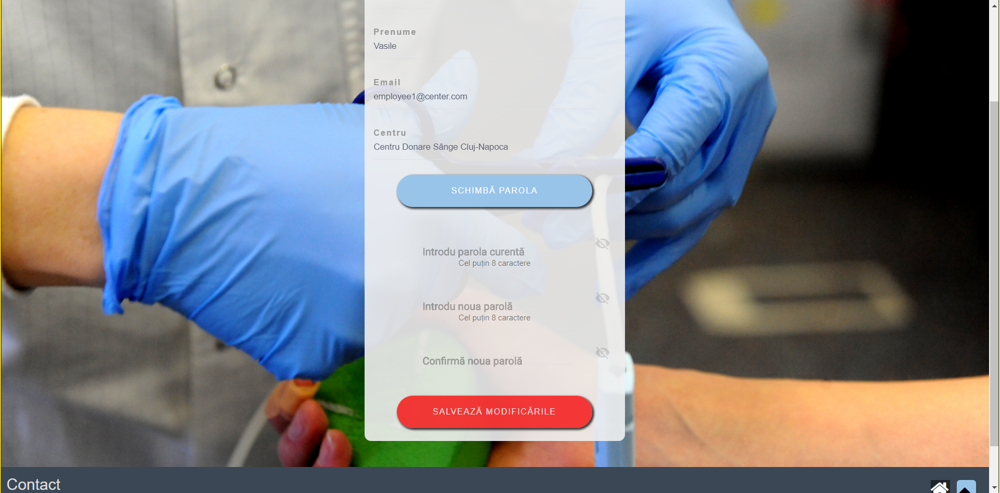 Prenume
Vasile
Email
employee1@center.com
Centru
Centru Donare Sânge Cluj-Napoca
SCHIMBĂ PAROLA
Introdu parola curentă
Cel puțin 8 caractere
Introdu noua parolă
Cel puțin 8 caractere
Confirmă noua parolă
SALVEAZĂ MODIFICĂRILE
Contact